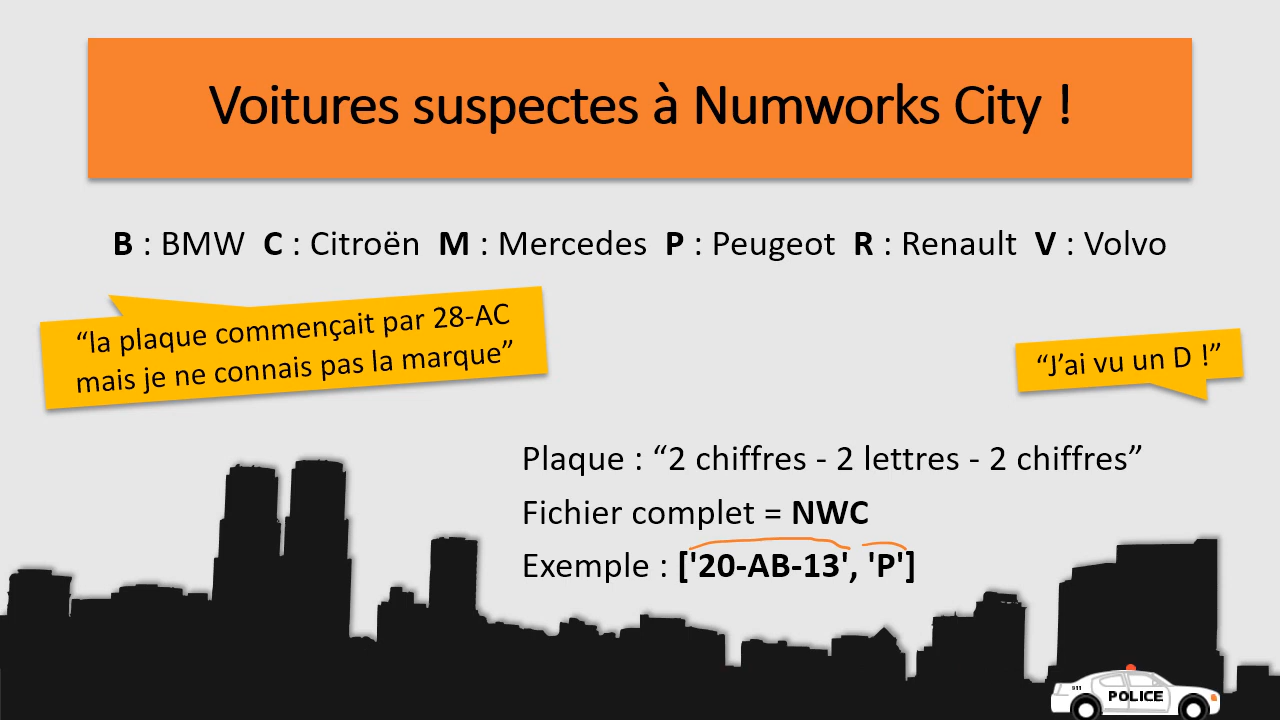 Voitures suspectes à Numworks City !
B : BMW C : Citroën M : Mercedes P : Peugeot R : Renault V : Volvo
“la plaque commençait par 28-AC
mais je ne connais pas la marque”
“J’ai vu un D !”
Plaque : “2 chiffres - 2 lettres - 2 chiffres”
Fichier complet = NWC
Exemple : ['20-AB-13', 'P']
911
POLICE